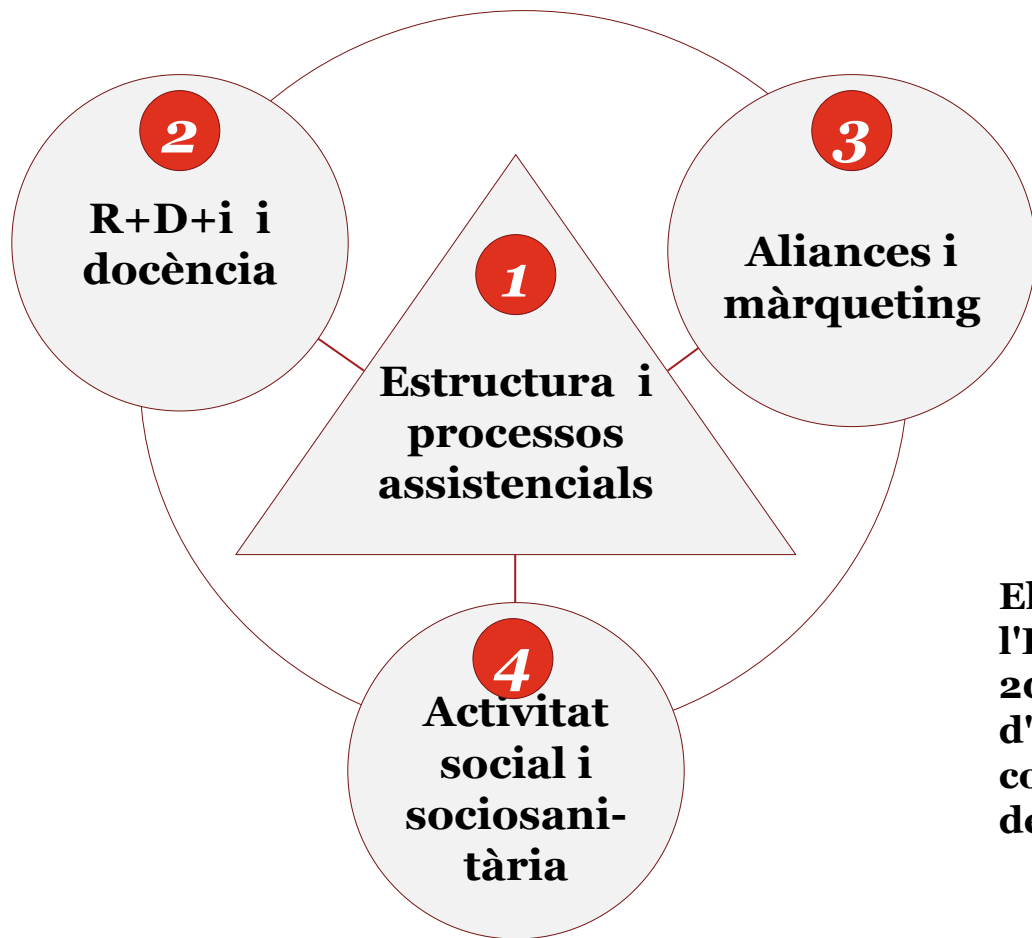 2
R+D+i i
docència
3
Aliances i
màrqueting
1
Estructura i
processos
assistencials
4
Activitat
social i
sociosani-
tària